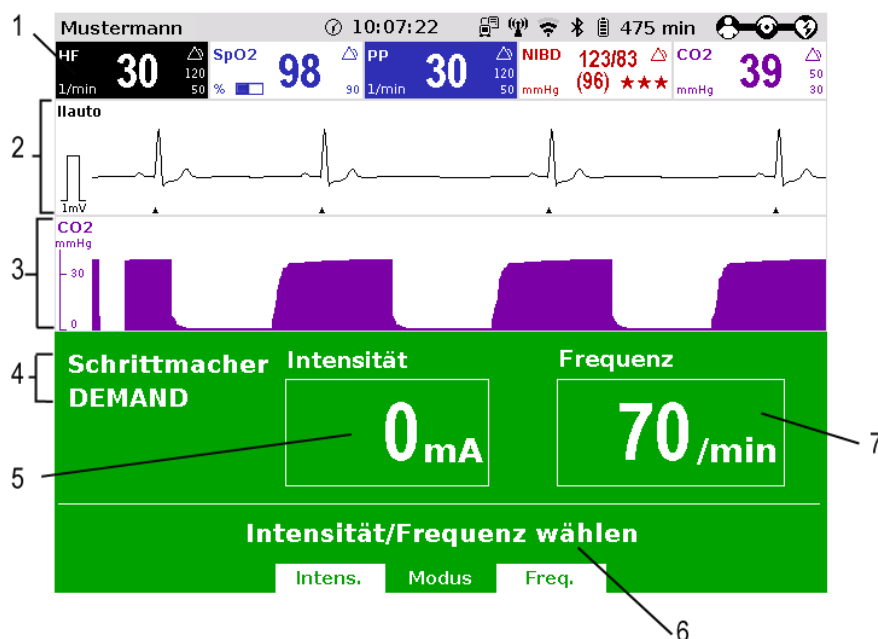 1
Mustermann 10:07:22 475 min
HF 30 120 50 1/min
SpO2 98 90 %
PP 30 120 50 1/min
NIBD 123/83 (96) ★★★ mmHg
CO2 39 50 30 mmHg
2
IIauto
1mV
3
CO2
mmHg
30
0
4
Schrittmacher
DEMAND
Intensität
Frequenz
0 mA
70 /min
5
7
Intensität/Frequenz wählen
Intens. Modus Freq.
6